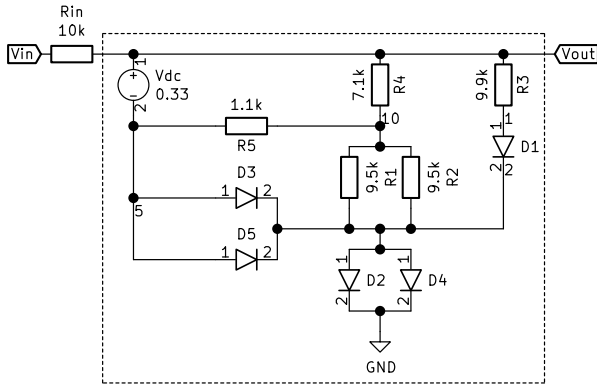 Rin
10k
Vin
Vout
1
+
−
2
Vdc
0.33
7.1k
R4
9.9k
R3
10
1
1
D1
2
2
1.1k
R5
9.5k
R1
9.5k
R2
D3
1
2
5
D5
1
2
1
D2
2
1
D4
2
GND